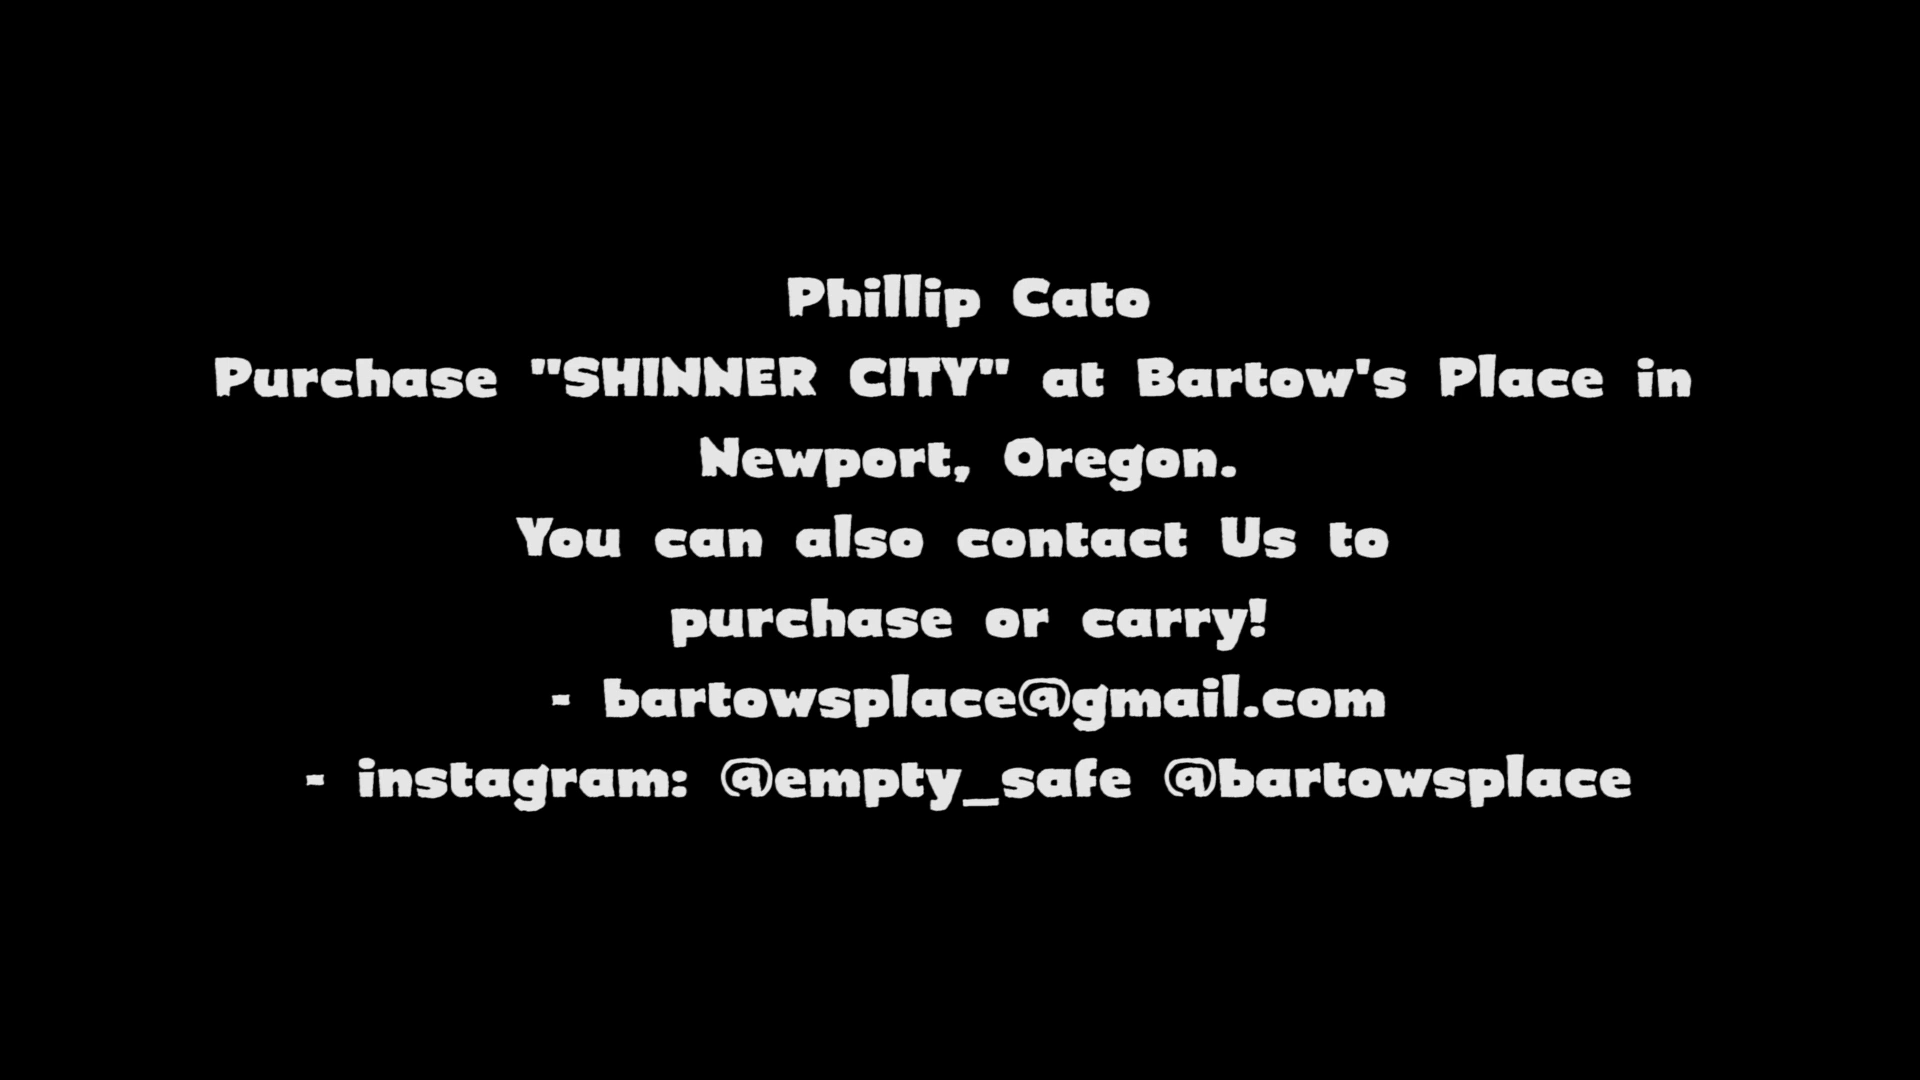 Phillip Cato
Purchase "SHINNER CITY" at Bartow's Place in
Newport, Oregon.
You can also contact Us to
purchase or carry!
- bartowsplace@gmail.com
- instagram: @empty_safe @bartowsplace